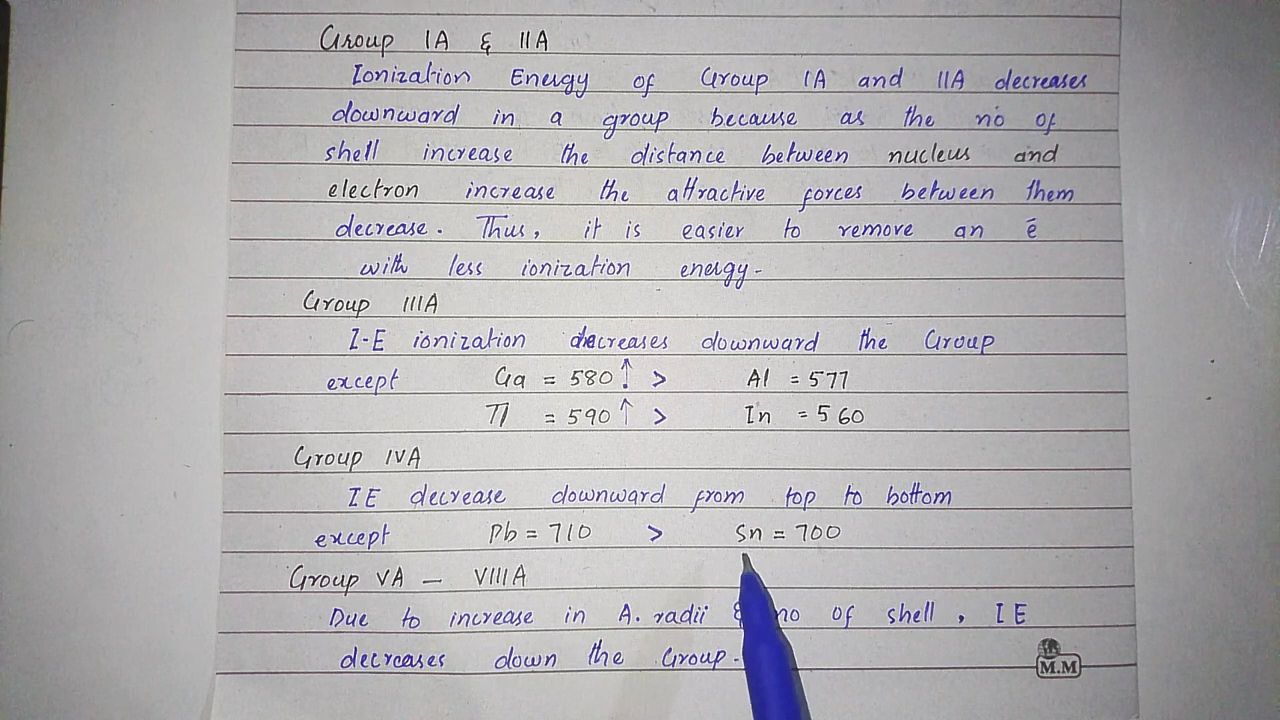 Group IA & IIA
Ionization Energy of Group IA and IIA decreases
downward in a group because as the no of
shell increase the distance between nucleus and
electron increase the attractive forces between them
decrease. Thus, it is easier to remove an ē
with less ionization energy-
Group IIIA
I-E ionization decreases downward the Group
except Ga = 580 ↑ > Al = 577
Tl = 590 ↑ > In = 560
Group IVA
IE decrease downward from top to bottom
except Pb = 710 > Sn = 700
Group VA — VIIIA
Due to increase in A. radii & no of shell, IE
decreases down the Group-
M.M